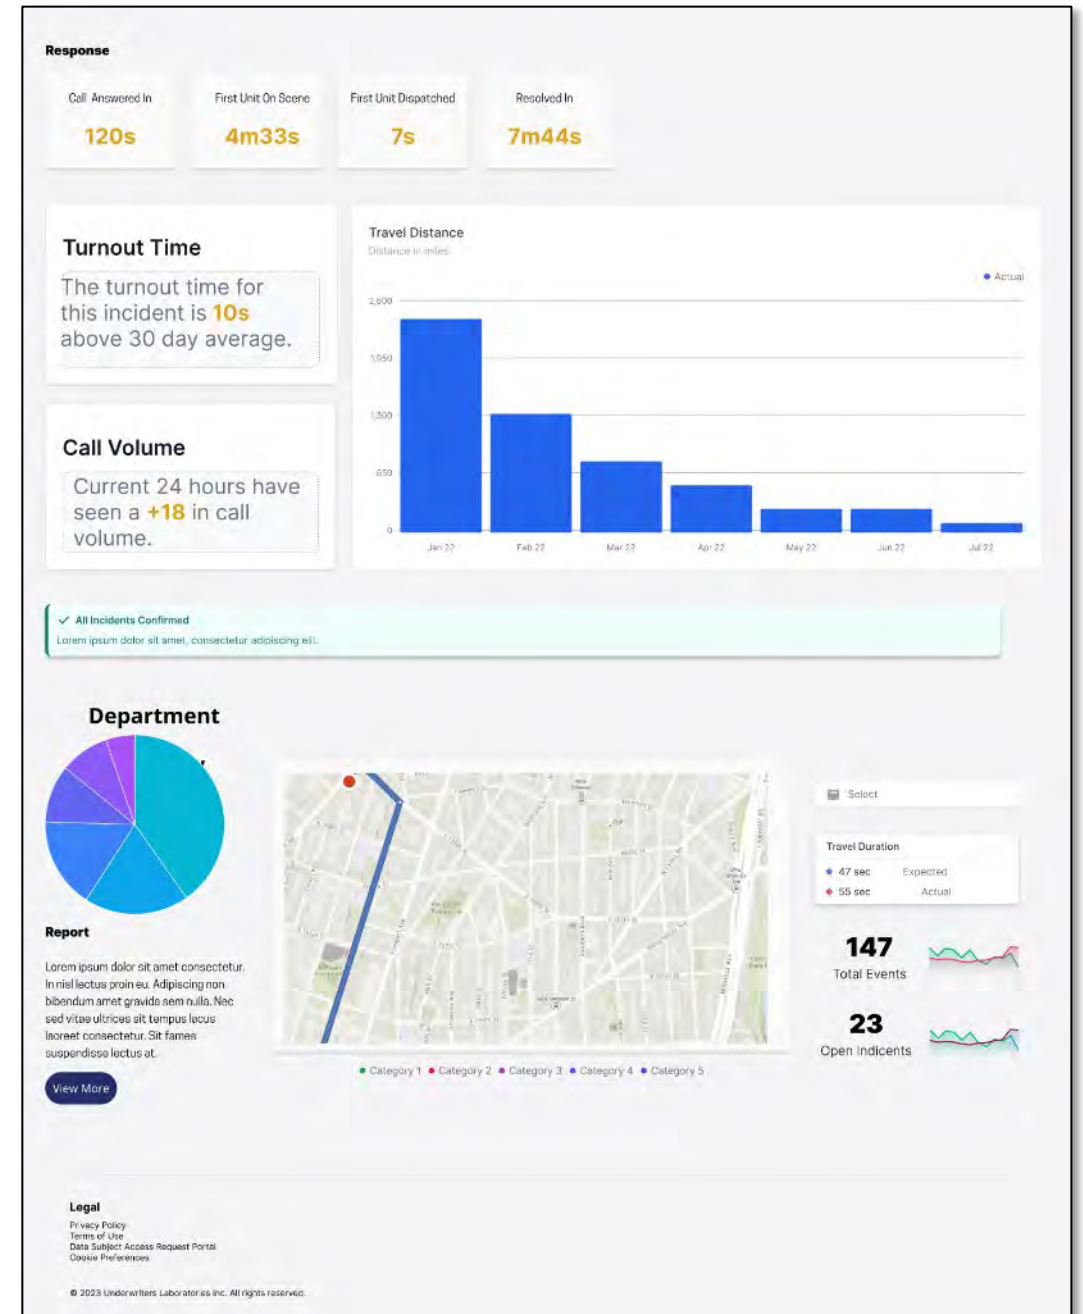 Response
Call Answered In
120s
First Unit On Scene
4m33s
First Unit Dispatched
7s
Resolved In
7m44s
Turnout Time
The turnout time for
this incident is 10s
above 30 day average.
Call Volume
Current 24 hours have
seen a +18 in call
volume.
Travel Distance
Distance in miles
Actual
2,600
1,950
1,300
650
0
Jan 22
Feb 22
Mar 22
Apr 22
May 22
Jun 22
Jul 22
All Incidents Confirmed
Lorem ipsum dolor sit amet, consectetur adipiscing elit.
Department
Report
Lorem ipsum dolor sit amet consectetur.
In nisl lectus proin eu. Adipiscing non
bibendum amet gravida sem nulla. Nec
sed vitae ultrices sit tempus lacus
laoreet consectetur. Sit fames
suspendisse lectus at.
View More
Category 1
Category 2
Category 3
Category 4
Category 5
Select
Travel Duration
47 sec Expected
55 sec Actual
147
Total Events
23
Open Indicents
Legal
Privacy Policy
Terms of Use
Data Subject Access Request Portal
Cookie Preferences
© 2023 Underwriters Laboratories Inc. All rights reserved.